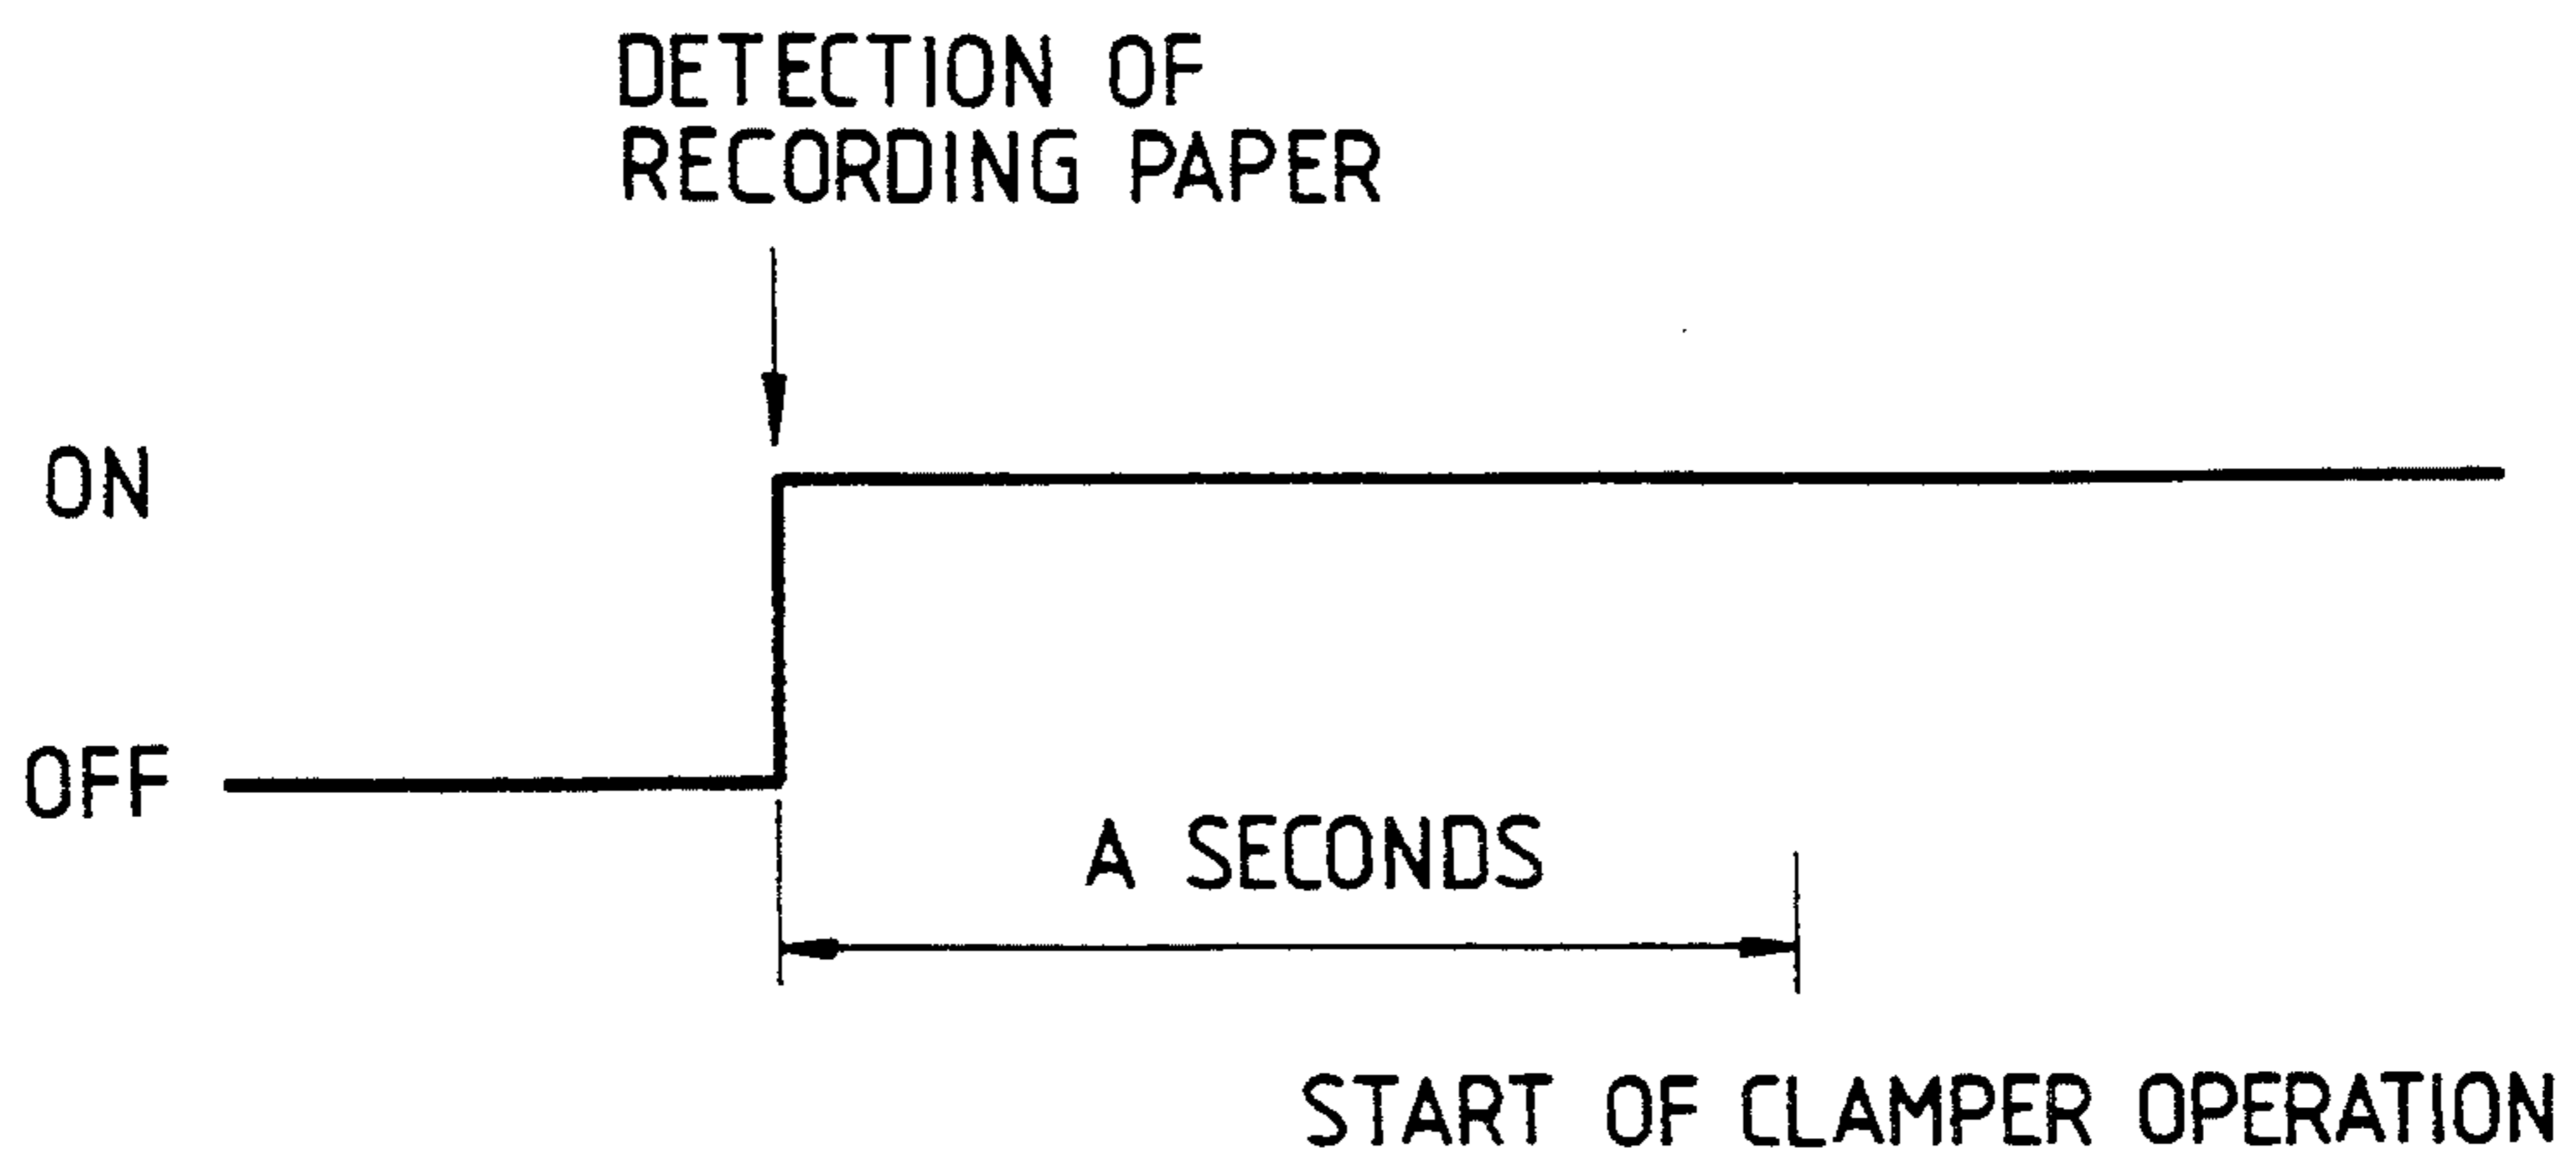 DETECTION OF
RECORDING PAPER
ON
OFF
A SECONDS
START OF CLAMPER OPERATION